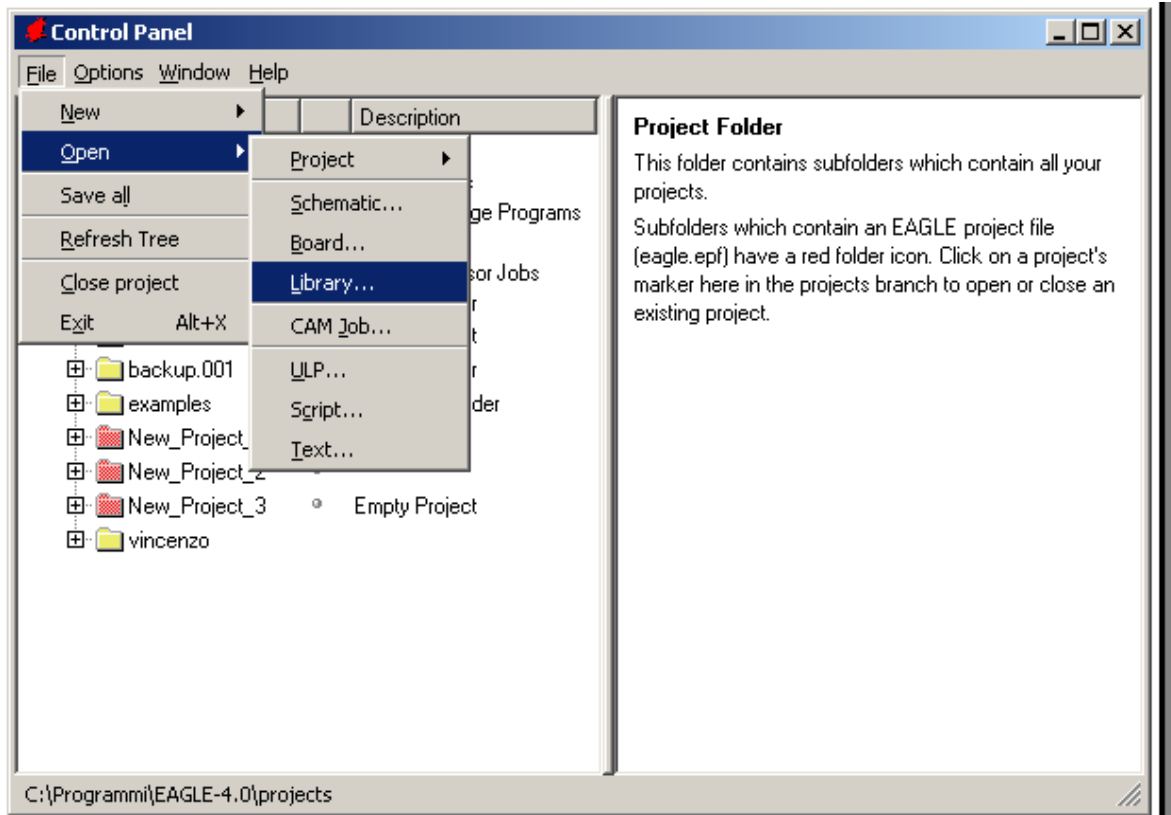 Control Panel
File Options Window Help
New
Open
Save all
Refresh Tree
Close project
Exit Alt+X
Description
Project
Schematic...
Board...
Library...
CAM Job...
ULP...
Script...
Text...
ge Programs
sor Jobs
r
t
r
der
backup.001
examples
New_Project_
New_Project_2
New_Project_3 Empty Project
vincenzo
Project Folder
This folder contains subfolders which contain all your
projects.
Subfolders which contain an EAGLE project file
(eagle.epf) have a red folder icon. Click on a project's
marker here in the projects branch to open or close an
existing project.
C:\Programmi\EAGLE-4.0\projects